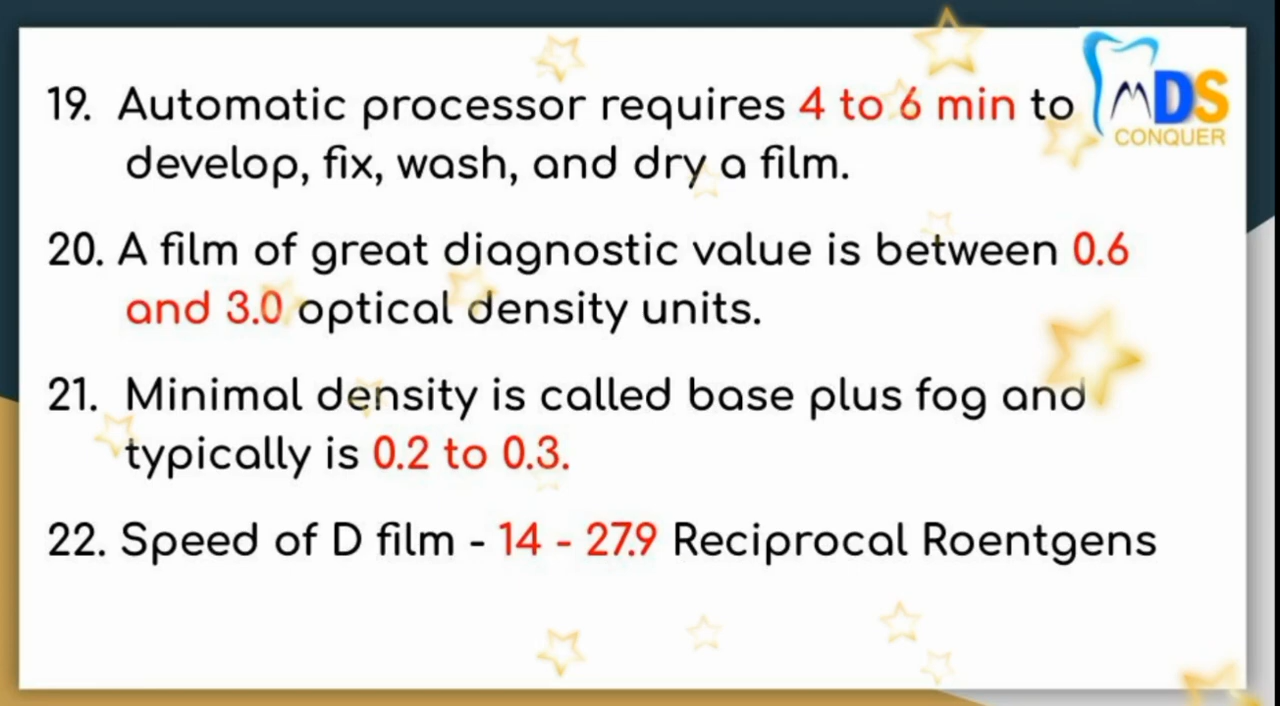 19. Automatic processor requires 4 to 6 min to
develop, fix, wash, and dry a film.
20. A film of great diagnostic value is between 0.6
and 3.0 optical density units.
21. Minimal density is called base plus fog and
typically is 0.2 to 0.3.
22. Speed of D film - 14 - 27.9 Reciprocal Roentgens
MDS
CONQUER